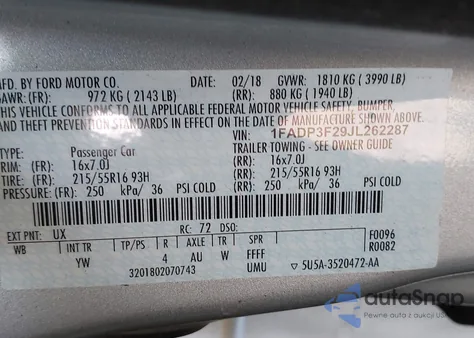 MFD. BY FORD MOTOR CO. DATE: 02/18 GVWR: 1810 KG ( 3990 LB)
GAWR: (FR) 972 KG ( 2143 LB) RR: 880 KG ( 1940 LB)
THIS VEHICLE CONFORMS TO ALL APPLICABLE FEDERAL MOTOR VEHICLE SAFETY, BUMPER,
AND THEFT PREVENTION STANDARDS IN EFFECT ON THE DATE OF MANUFACTURE SHOWN ABOVE.
VIN: 1FADP3F29JL262287
TYPE: Passenger Car TRAILER TOWING - SEE OWNER GUIDE
RIM: 16x7.0J 16x7.0J
TIRE: 215/55R16 93H 215/55R16 93H
PRESSURE: (FR) 250 kPa/ 36 PSI COLD (RR) 250 kPa/ 36 PSI COLD
EXT PNT: UX RC: 72 DSO: F0096
WB INT TR TP/PS R AXLE TR SPR R0082
YW 4 AU W FFFF
3201802070743 UMU ▽ 5U5A-3520472-AA
autoSnap
Pewne auto z dostawą